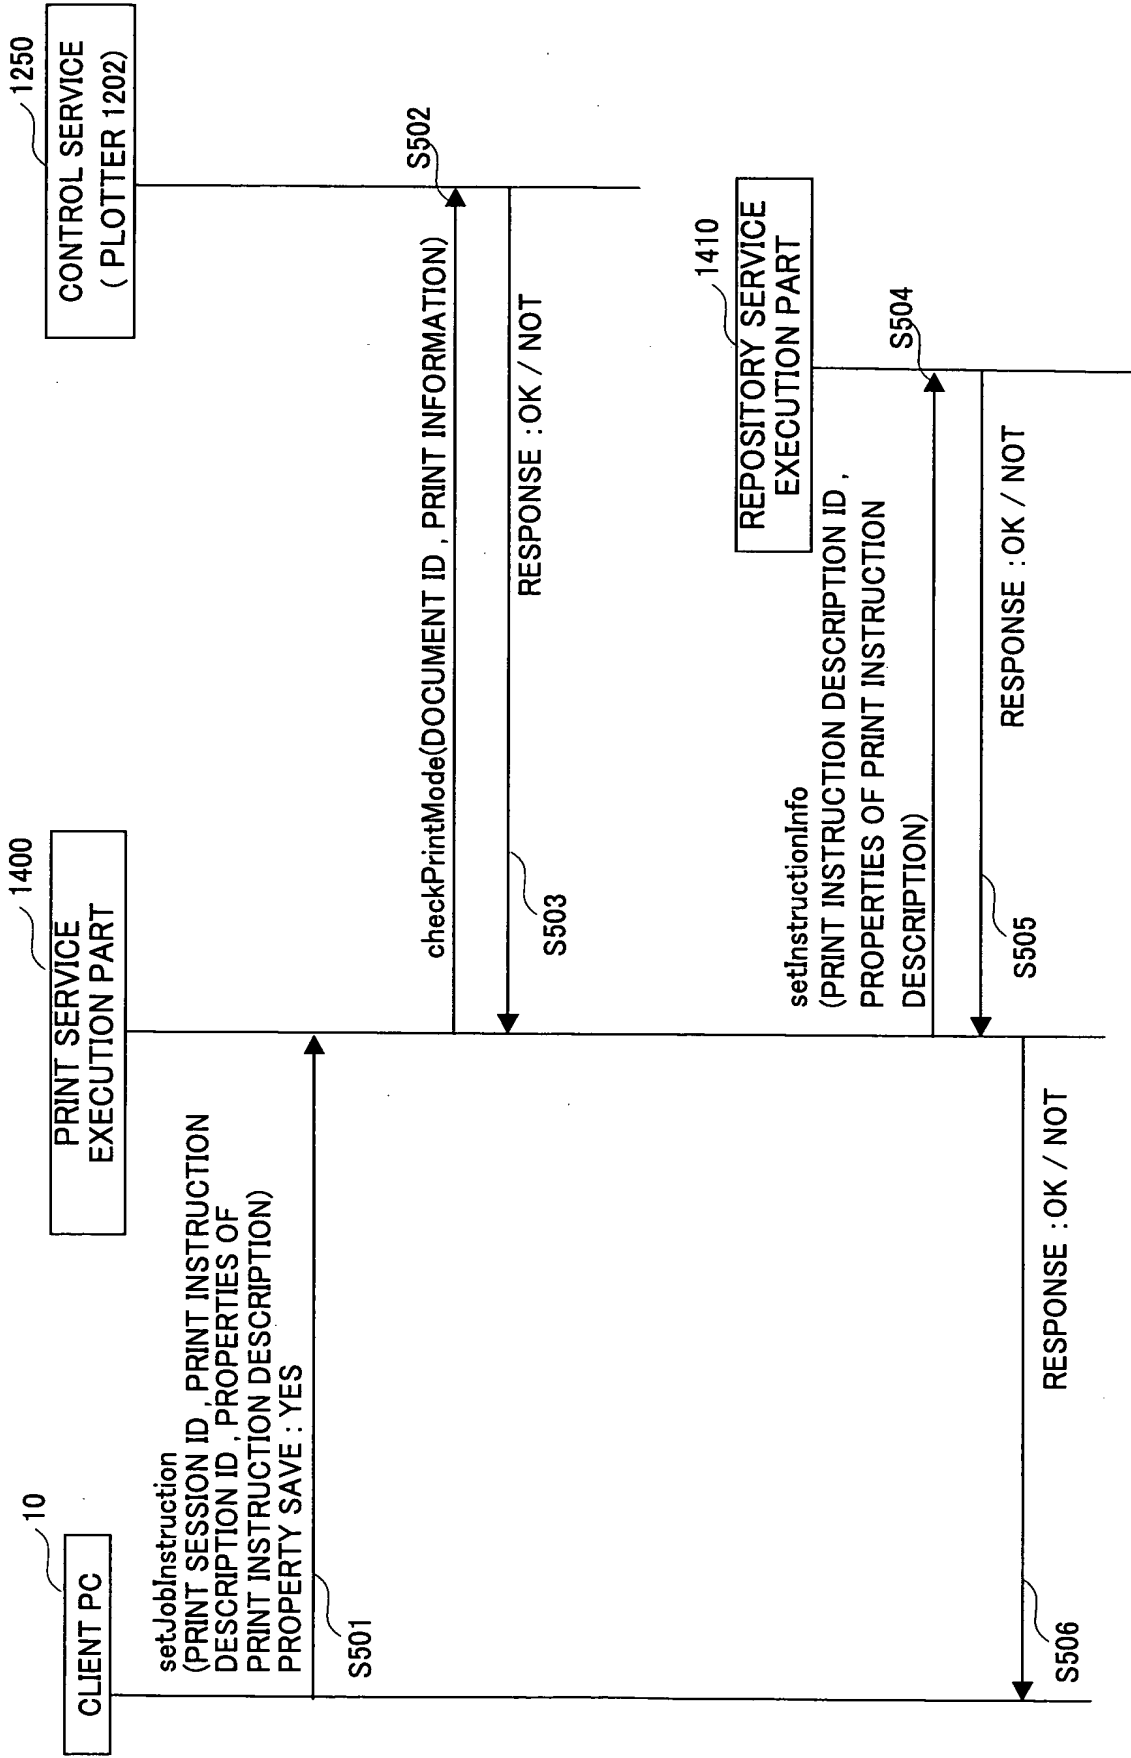 CLIENT PC
10
PRINT SERVICE
EXECUTION PART
1400
CONTROL SERVICE
( PLOTTER 1202)
1250
setJobInstruction
(PRINT SESSION ID , PRINT INSTRUCTION
DESCRIPTION ID , PROPERTIES OF
PRINT INSTRUCTION DESCRIPTION)
PROPERTY SAVE : YES
S501
checkPrintMode(DOCUMENT ID , PRINT INFORMATION)
S502
RESPONSE :OK / NOT
S503
REPOSITORY SERVICE
EXECUTION PART
1410
setInstructionInfo
(PRINT INSTRUCTION DESCRIPTION ID ,
PROPERTIES OF PRINT INSTRUCTION
DESCRIPTION)
S504
RESPONSE :OK / NOT
S505
RESPONSE :OK / NOT
S506